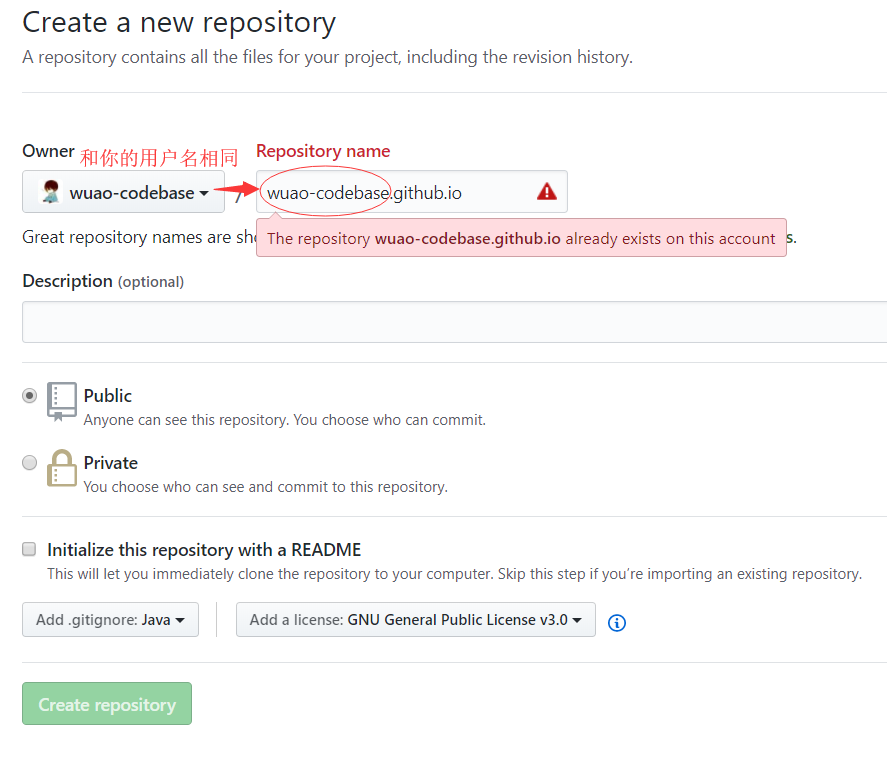 Create a new repository
A repository contains all the files for your project, including the revision history.
Owner 和你的用户名相同 Repository name
wuao-codebase / wuao-codebase.github.io
Great repository names are sh s.
The repository wuao-codebase.github.io already exists on this account
Description (optional)
Public
Anyone can see this repository. You choose who can commit.
Private
You choose who can see and commit to this repository.
Initialize this repository with a README
This will let you immediately clone the repository to your computer. Skip this step if you’re importing an existing repository.
Add .gitignore: Java Add a license: GNU General Public License v3.0
Create repository